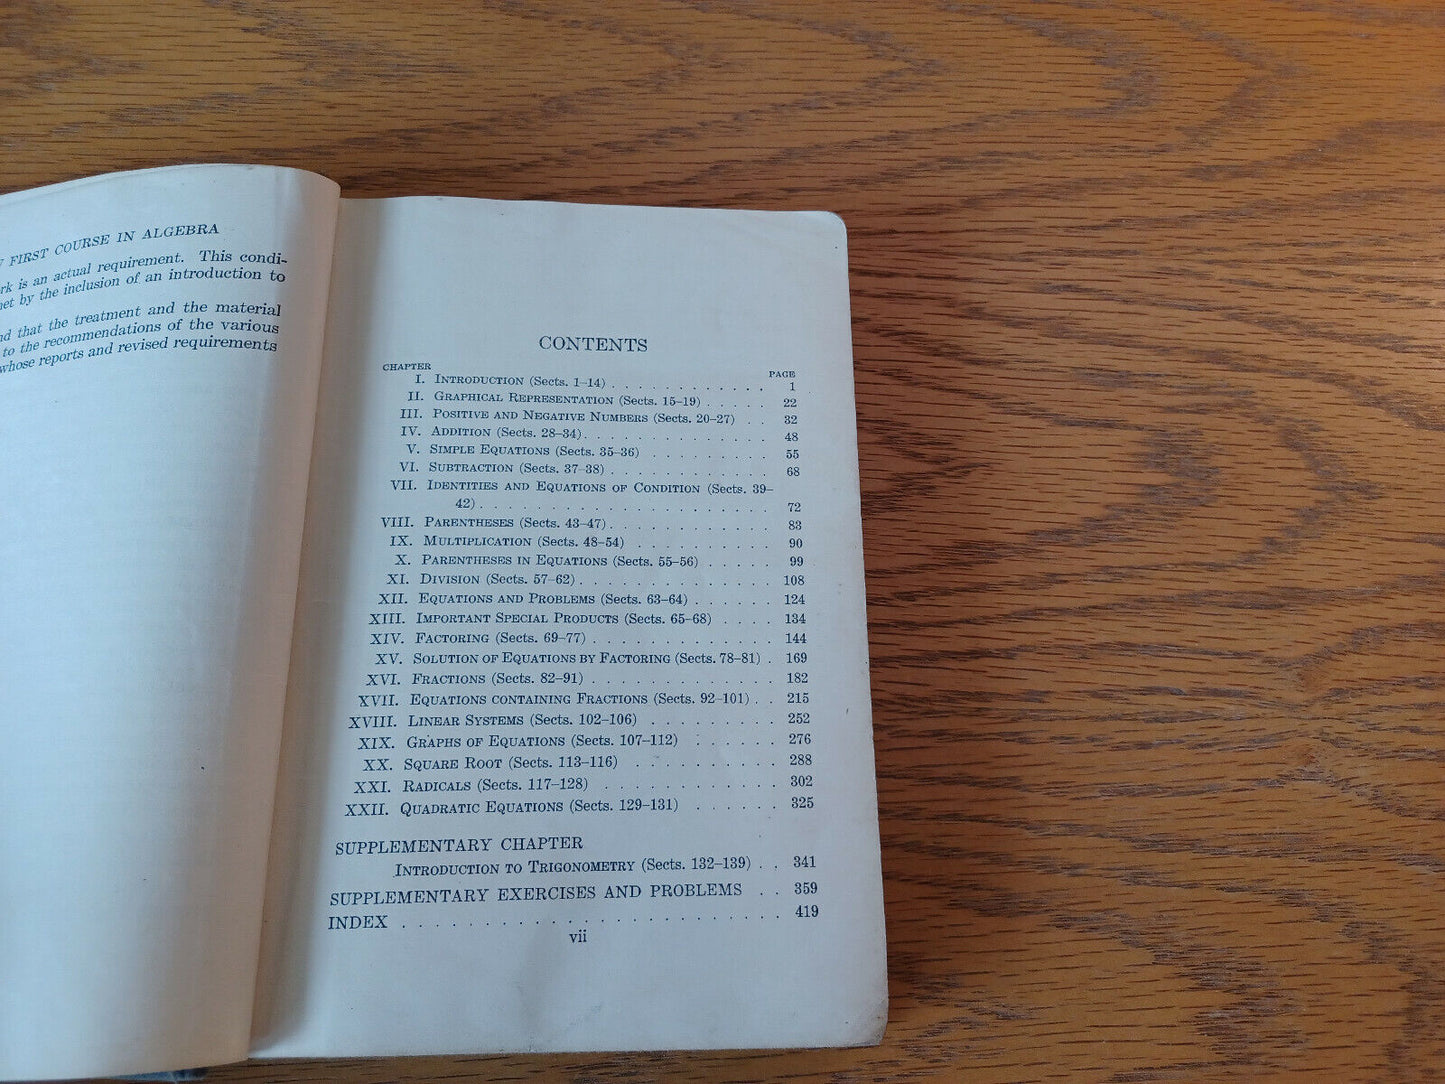 FIRST COURSE IN ALGEBRA
is an actual requirement. This condi-
by the inclusion of an introduction to
that the treatment and the material
to the recommendations of the various
whose reports and revised requirements
CONTENTS
CHAPTER PAGE
I. INTRODUCTION (Sects. 1–14) . . . . . . . . . . . . 1
II. GRAPHICAL REPRESENTATION (Sects. 15–19) . . . . . 22
III. POSITIVE AND NEGATIVE NUMBERS (Sects. 20–27) . . 32
IV. ADDITION (Sects. 28–34) . . . . . . . . . . . . . . 48
V. SIMPLE EQUATIONS (Sects. 35–36) . . . . . . . . . 55
VI. SUBTRACTION (Sects. 37–38) . . . . . . . . . . . . 68
VII. IDENTITIES AND EQUATIONS OF CONDITION (Sects. 39–
42) . . . . . . . . . . . . . . . . . . . . . . 72
VIII. PARENTHESES (Sects. 43–47) . . . . . . . . . . . . 83
IX. MULTIPLICATION (Sects. 48–54) . . . . . . . . . . 90
X. PARENTHESES IN EQUATIONS (Sects. 55–56) . . . . . 99
XI. DIVISION (Sects. 57–62) . . . . . . . . . . . . . . 108
XII. EQUATIONS AND PROBLEMS (Sects. 63–64) . . . . . . 124
XIII. IMPORTANT SPECIAL PRODUCTS (Sects. 65–68) . . . . 134
XIV. FACTORING (Sects. 69–77) . . . . . . . . . . . . . 144
XV. SOLUTION OF EQUATIONS BY FACTORING (Sects. 78–81) . 169
XVI. FRACTIONS (Sects. 82–91) . . . . . . . . . . . . . 182
XVII. EQUATIONS CONTAINING FRACTIONS (Sects. 92–101) . . 215
XVIII. LINEAR SYSTEMS (Sects. 102–106) . . . . . . . . . 252
XIX. GRAPHS OF EQUATIONS (Sects. 107–112) . . . . . . 276
XX. SQUARE ROOT (Sects. 113–116) . . . . . . . . . . 288
XXI. RADICALS (Sects. 117–128) . . . . . . . . . . . . 302
XXII. QUADRATIC EQUATIONS (Sects. 129–131) . . . . . . 325
SUPPLEMENTARY CHAPTER
INTRODUCTION TO TRIGONOMETRY (Sects. 132–139) . . 341
SUPPLEMENTARY EXERCISES AND PROBLEMS . . 359
INDEX . . . . . . . . . . . . . . . . . . . . . 419
vii